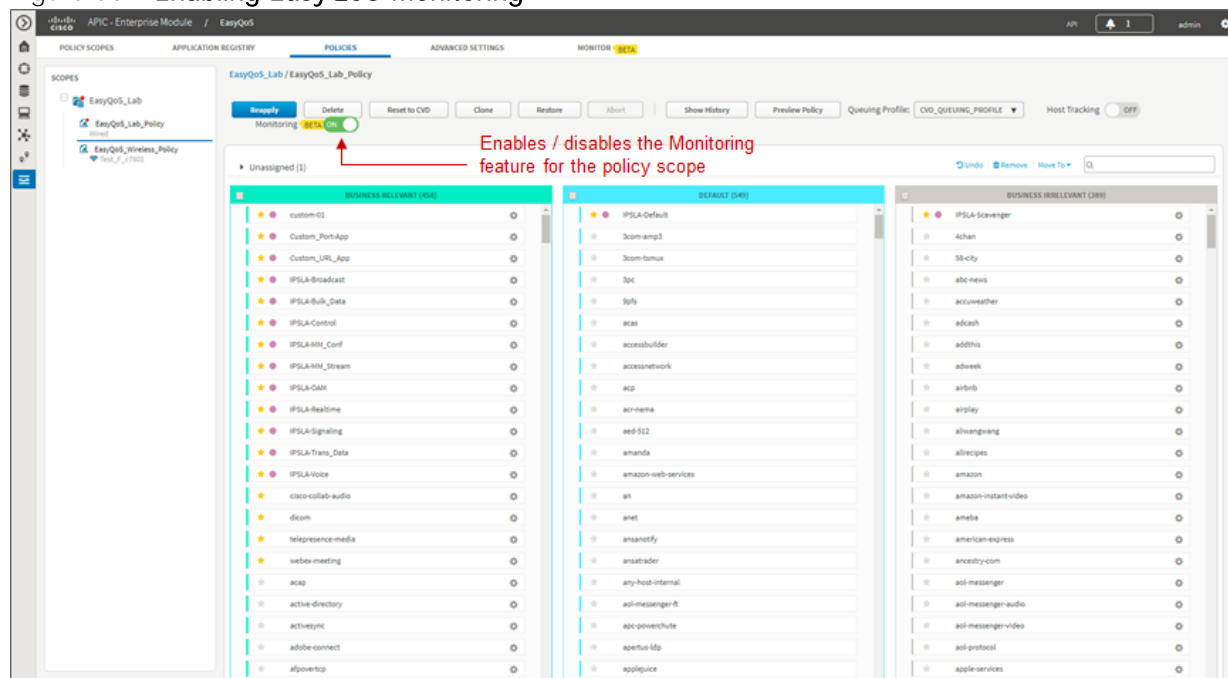 Enabling Easy QoS Monitoring
CISCO APIC - Enterprise Module / EasyQoS
API 1 admin
POLICY SCOPES APPLICATION REGISTRY POLICIES ADVANCED SETTINGS MONITOR BETA
SCOPES
EasyQoS_Lab
EasyQoS_Lab_Policy
Wired
EasyQoS_Wireless_Policy
EasyQoS_Lab / EasyQoS_Lab_Policy
Reapply Delete Reset to CVD Clone Restore Abort Show History Preview Policy Queuing Profile: CVD_QUEUING_PROFILE Host Tracking OFF
Monitoring BETA ON
Enables / disables the Monitoring
feature for the policy scope
Unassigned (1)
Undo Remove Move To
BUSINESS RELEVANT (458)
custom-01
Custom_Port-App
Custom_URL_App
IPSLA-Broadcast
IPSLA-Bulk_Data
IPSLA-Control
IPSLA-MM_Conf
IPSLA-MM_Stream
IPSLA-OAM
IPSLA-Realtime
IPSLA-Signaling
IPSLA-Trans_Data
IPSLA-Voice
cisco-collab-audio
dicom
telepresence-media
webex-meeting
acap
active-directory
activesync
adobe-connect
afpovertcp
DEFAULT (549)
IPSLA-Default
3com-amp3
3com-tsmux
3pc
9pfs
acas
accessbuilder
accessnetwork
acp
acr-nema
aed-512
amanda
amazon-web-services
an
anet
ansanotify
ansatrader
any-host-internal
aol-messenger-ft
apc-powerchute
apertus-ldp
applejuice
BUSINESS IRRELEVANT (389)
IPSLA-Scavenger
4chan
58-city
abc-news
accuweather
adcash
addthis
adweek
airbnb
airplay
aliwangwang
allrecipes
amazon
amazon-instant-video
ameba
american-express
ancestry-com
aol-messenger
aol-messenger-audio
aol-messenger-video
aol-protocol
apple-services